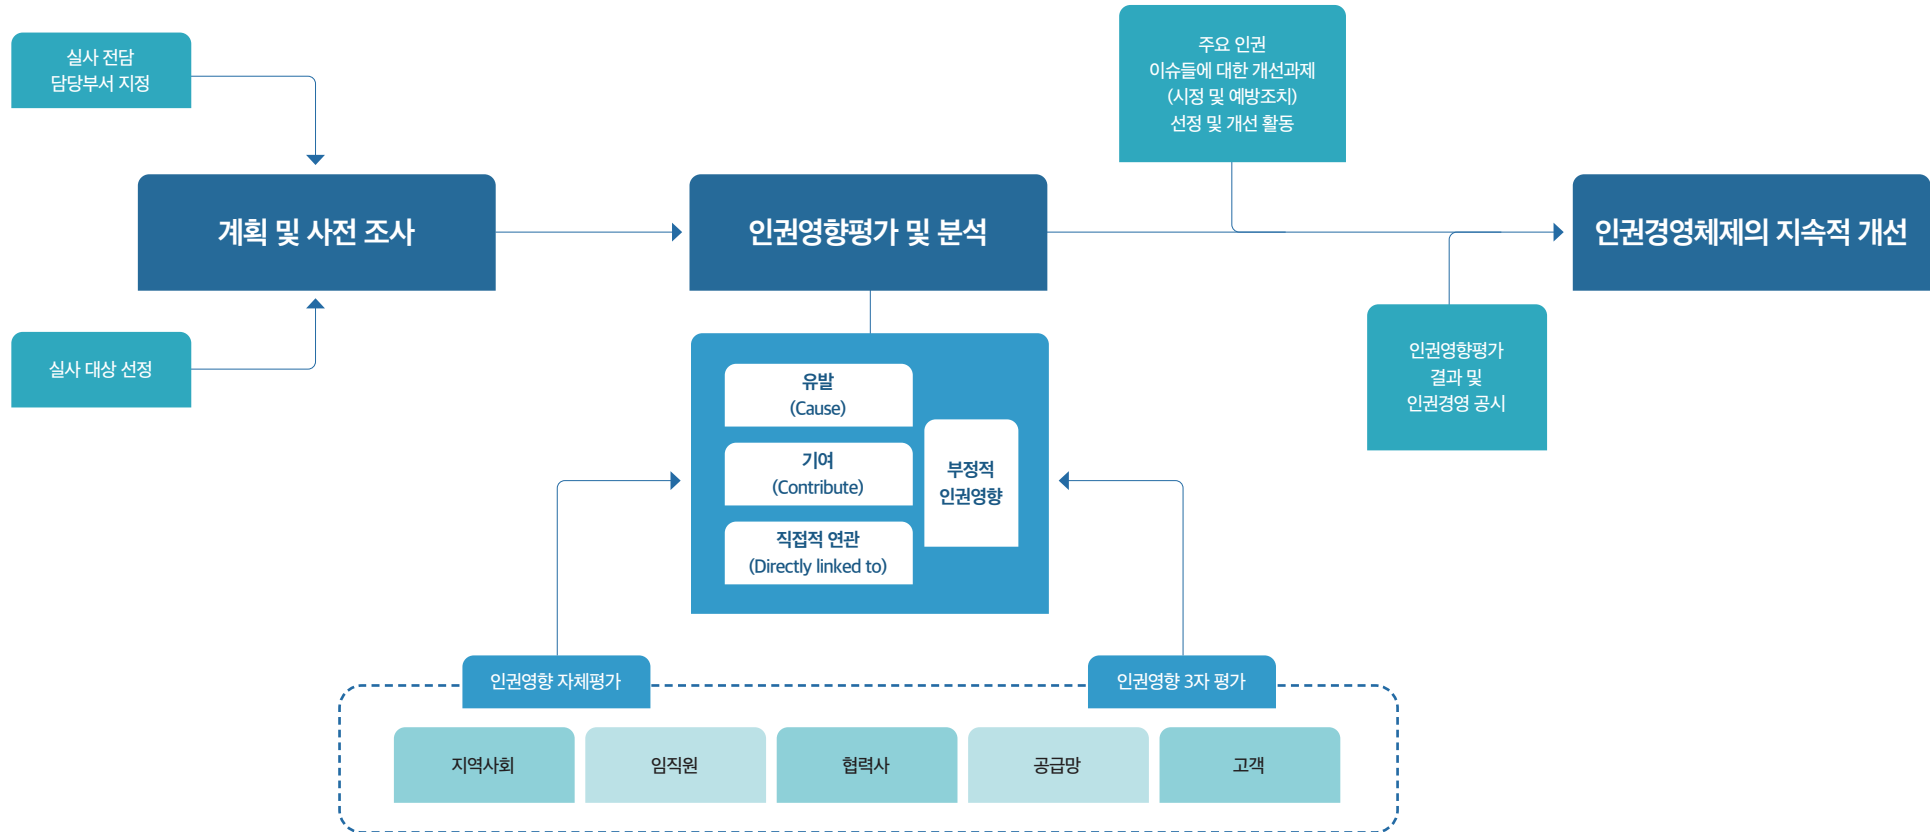 실사 전담
담당부서 지정
주요 인권
이슈들에 대한 개선과제
(시정 및 예방조치)
선정 및 개선 활동
계획 및 사전 조사
인권영향평가 및 분석
인권경영체제의 지속적 개선
실사 대상 선정
유발
(Cause)
기여
(Contribute)
직접적 연관
(Directly linked to)
부정적
인권영향
인권영향평가
결과 및
인권경영 공시
인권영향 자체평가
인권영향 3자 평가
지역사회
임직원
협력사
공급망
고객